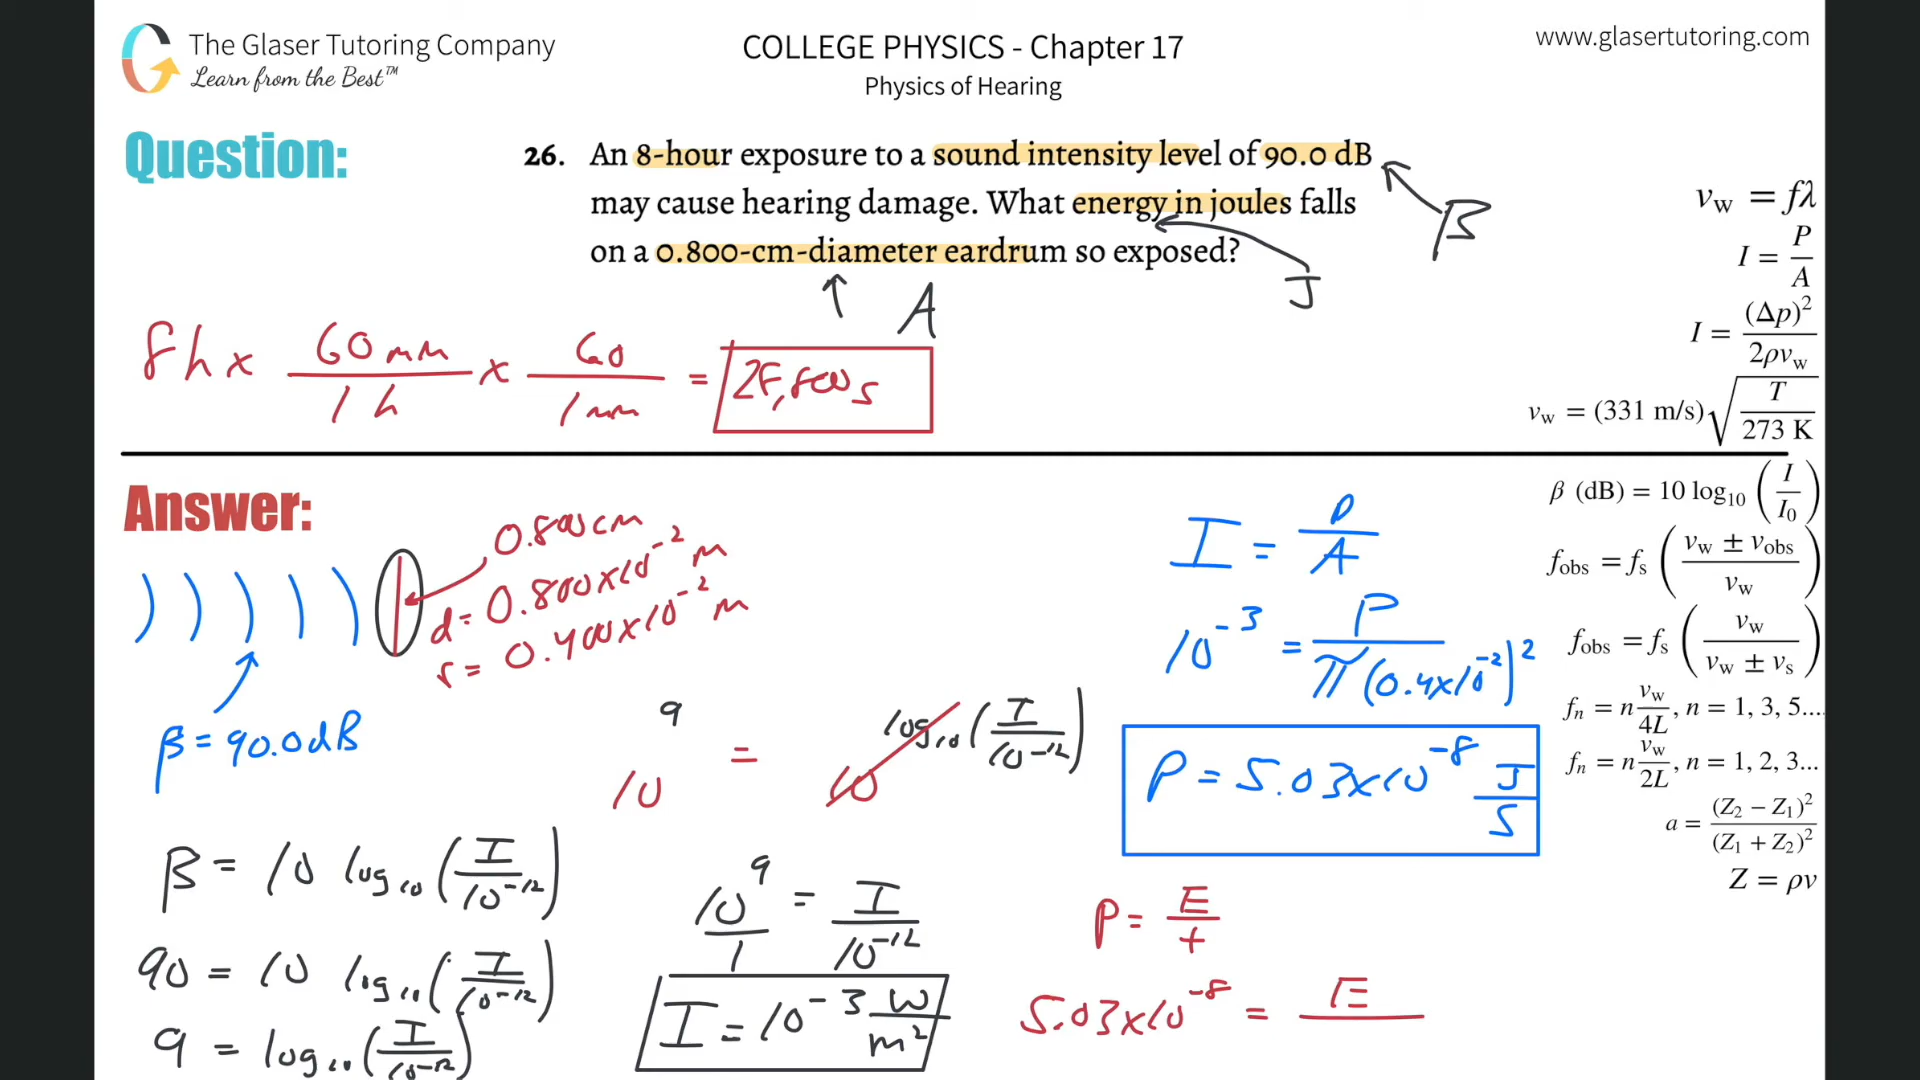 The Glaser Tutoring Company
Learn from the Best™
COLLEGE PHYSICS - Chapter 17
Physics of Hearing
www.glasertutoring.com
Question:
26. An 8-hour exposure to a sound intensity level of 90.0 dB
may cause hearing damage. What energy in joules falls
on a 0.800-cm-diameter eardrum so exposed?
β
J
A
8h x 60 min / 1 h x 60 / 1 min = 28,800 s
v_w = fλ
I = P / A
I = (Δp)² / 2ρv_w
v_w = (331 m/s) √(T / 273 K)
Answer:
0.800 cm
d = 0.800x10⁻² m
r = 0.400x10⁻² m
β = 90.0 dB
β = 10 log₁₀ (I / 10⁻¹²)
90 = 10 log₁₀ (I / 10⁻¹²)
9 = log₁₀ (I / 10⁻¹²)
10⁹ = 10^(log₁₀ (I / 10⁻¹²))
10⁹ / 1 = I / 10⁻¹²
I = 10⁻³ W / m²
I = P / A
10⁻³ = P / π(0.4x10⁻²)²
P = 5.03x10⁻⁸ J / S
P = E / t
5.03x10⁻⁸ = E
β (dB) = 10 log₁₀ (I / I₀)
f_obs = f_s (v_w ± v_obs / v_w)
f_obs = f_s (v_w / v_w ± v_s)
f_n = n v_w / 4L, n = 1, 3, 5...
f_n = n v_w / 2L, n = 1, 2, 3...
a = (Z₂ − Z₁)² / (Z₁ + Z₂)²
Z = ρv